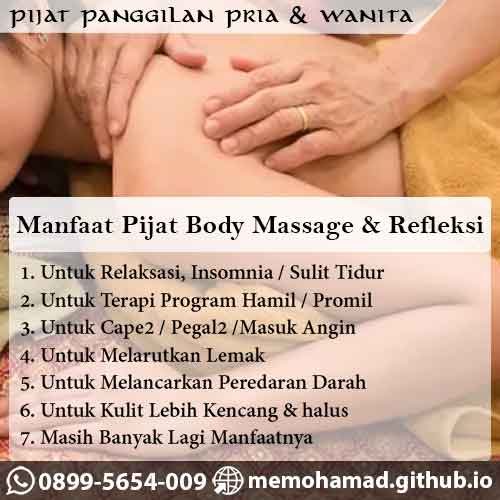 PIJAT PANGGILAN PRIA & WANITA
Manfaat Pijat Body Massage & Refleksi
1. Untuk Relaksasi, Insomnia / Sulit Tidur
2. Untuk Terapi Program Hamil / Promil
3. Untuk Cape2 / Pegal2 /Masuk Angin
4. Untuk Melarutkan Lemak
5. Untuk Melancarkan Peredaran Darah
6. Untuk Kulit Lebih Kencang & halus
7. Masih Banyak Lagi Manfaatnya
0899-5654-009 memohamad.github.io